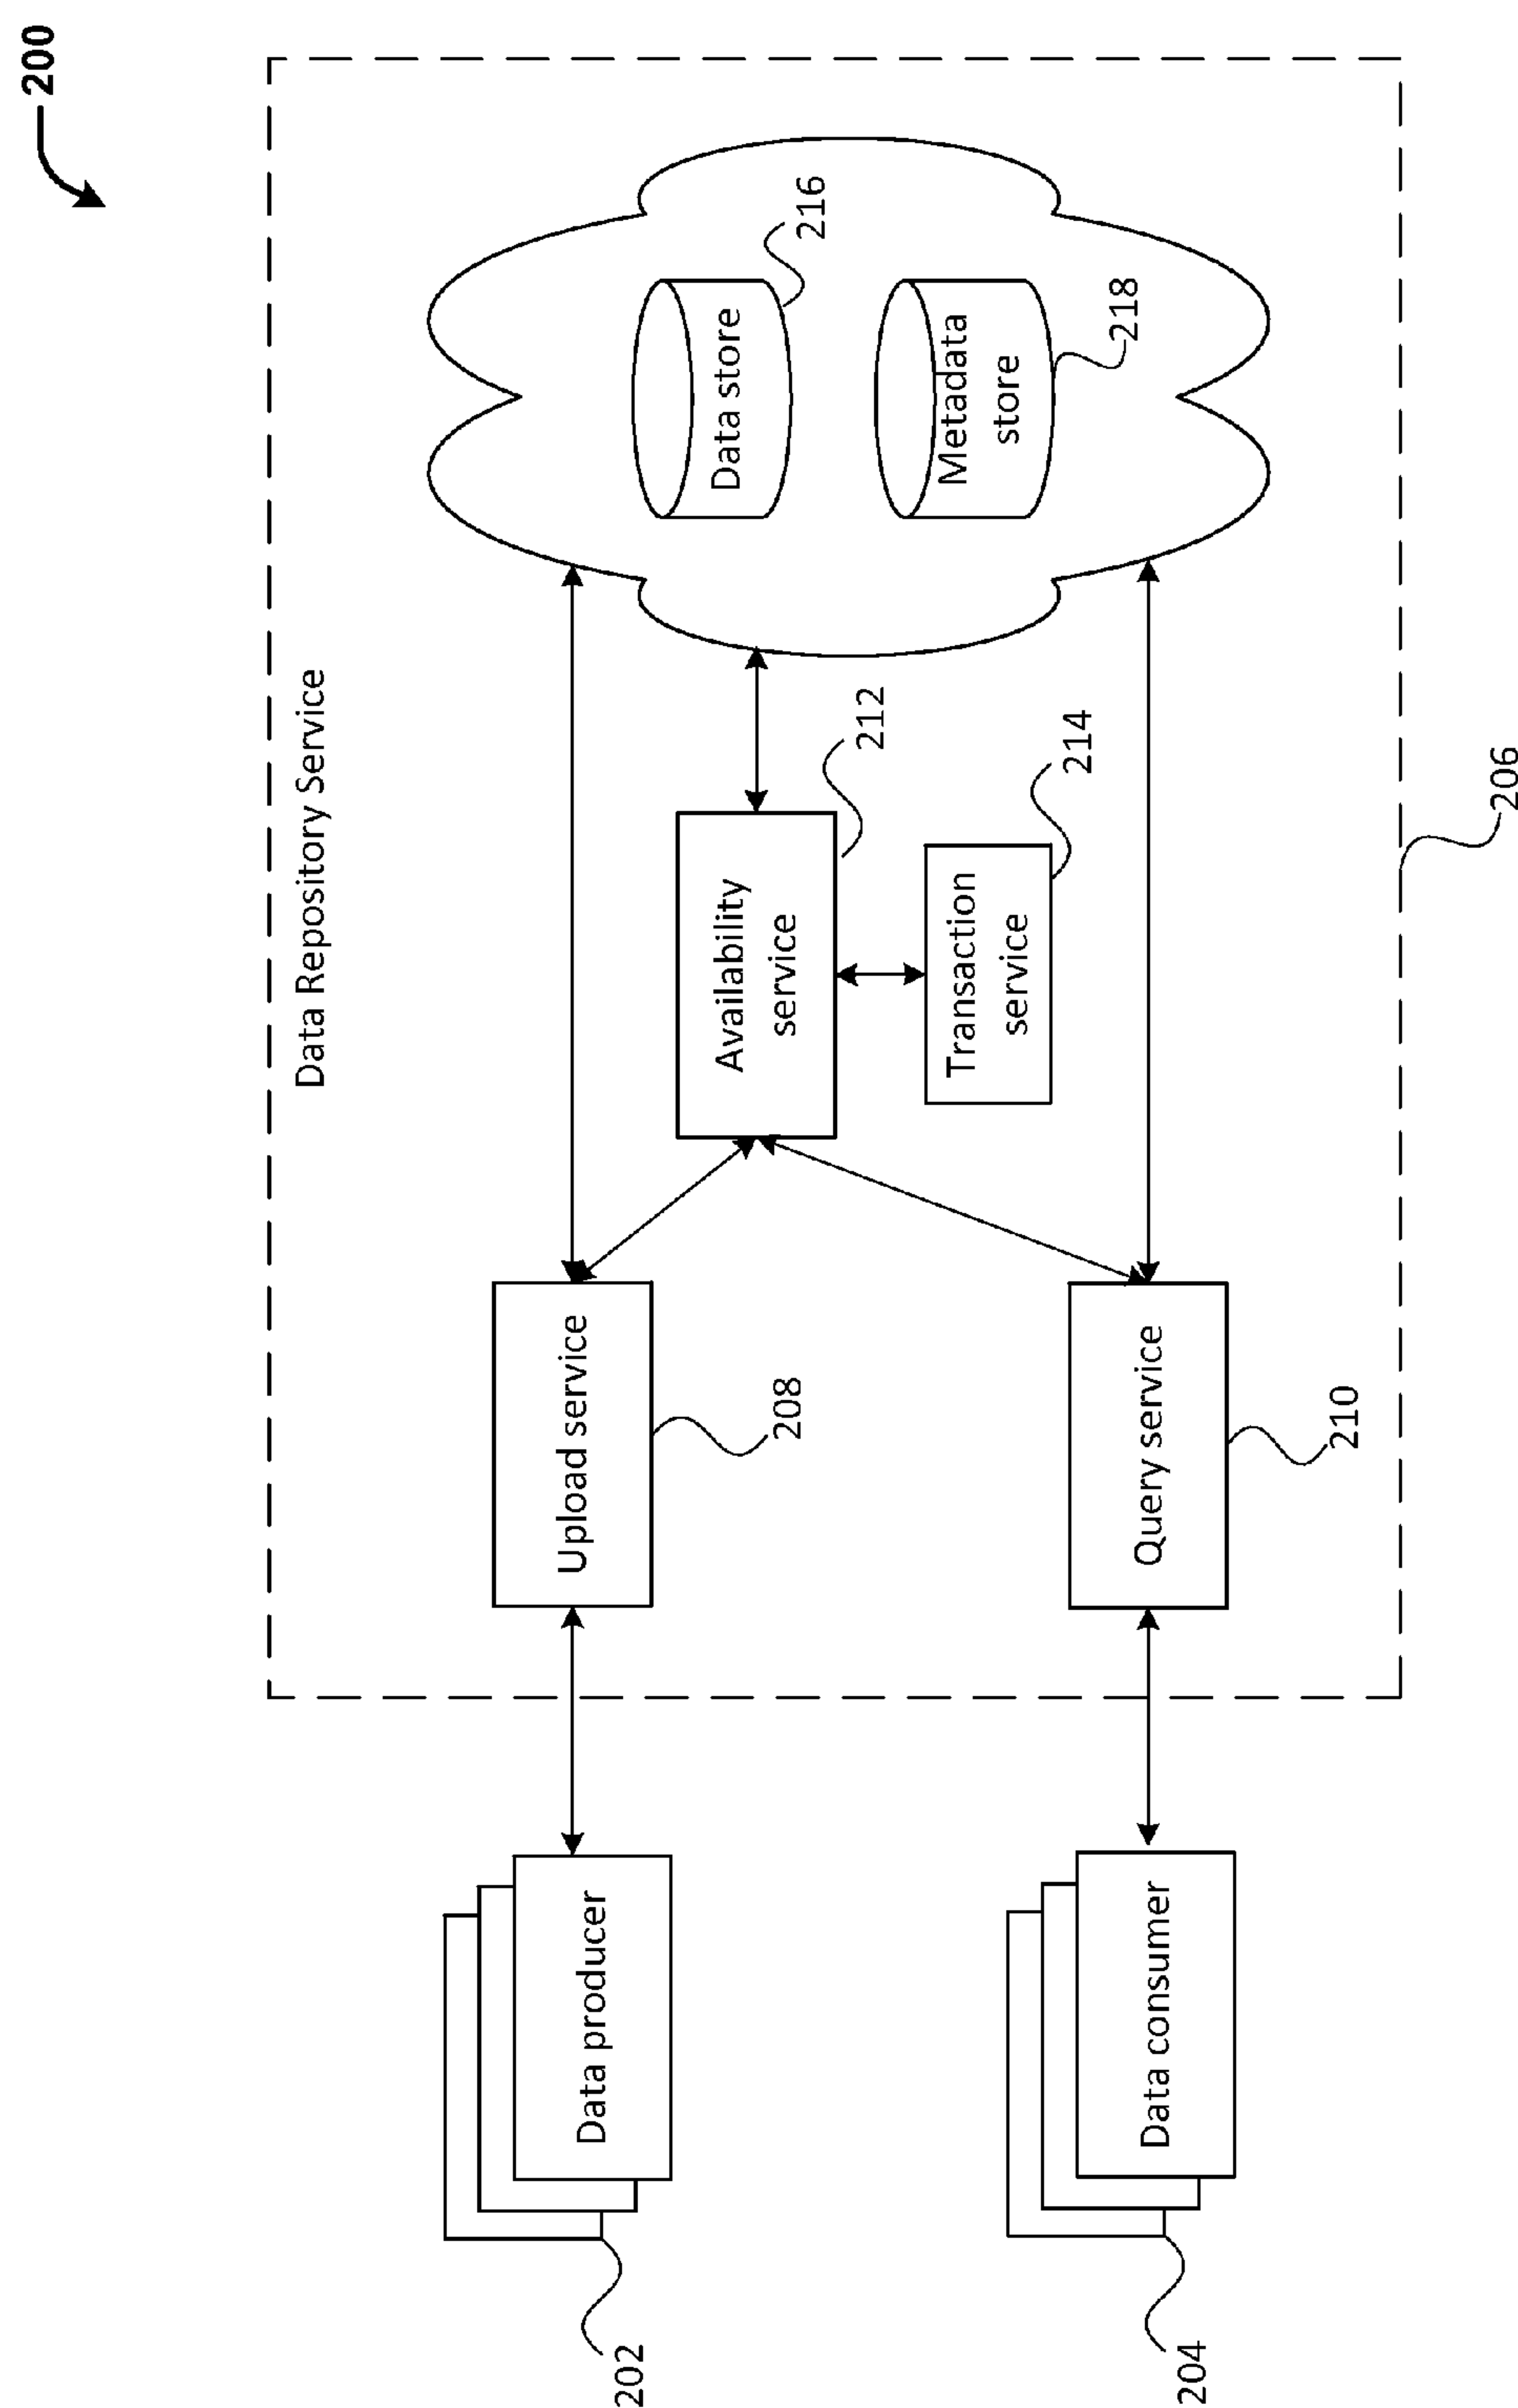 200
Data Repository Service
Data producer
202
Upload service
208
Availability
service
212
Transaction
service
214
Data store
216
Metadata
store
218
Data consumer
204
Query service
210
206